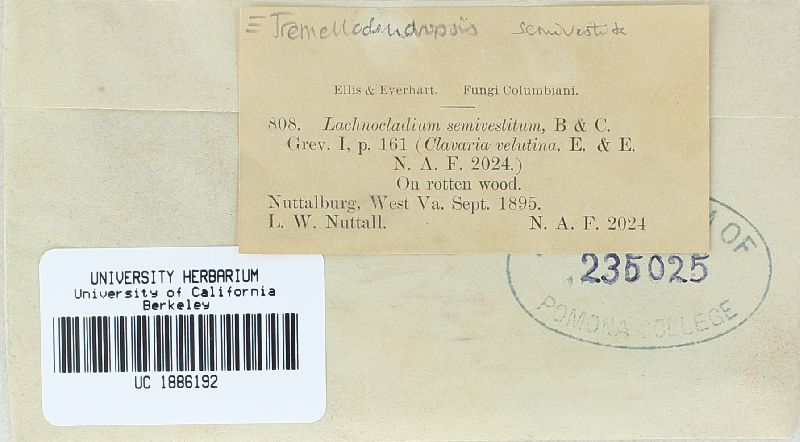 = Tremellodendropsis semivestita
Ellis & Everhart. Fungi Columbiani.
808. Lachnocladium semivestitum, B & C.
Grev. I, p. 161 (Clavaria velutina, E. & E.
N. A. F. 2024.)
On rotten wood.
Nuttalburg, West Va. Sept. 1895.
L. W. Nuttall. N. A. F. 2024
OF
235025
POMONA COLLEGE
UNIVERSITY HERBARIUM
University of California
Berkeley
UC 1886192